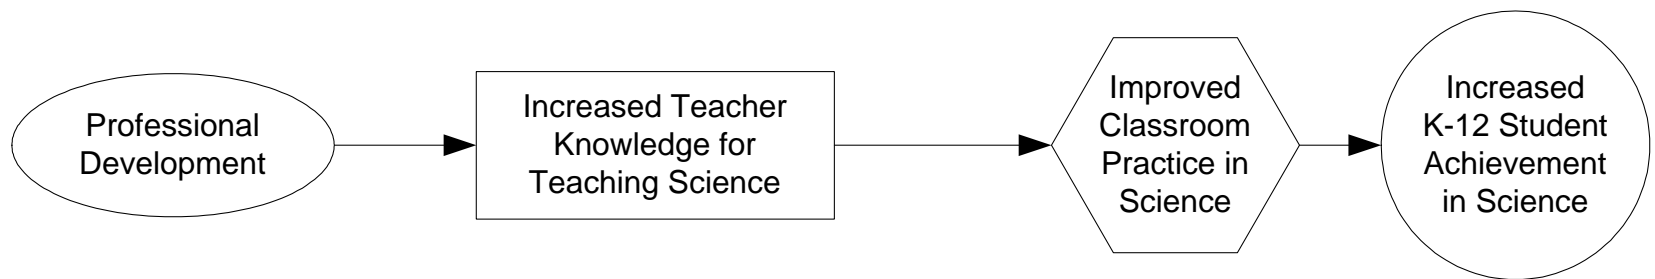 Professional
Development
Increased Teacher
Knowledge for
Teaching Science
Improved
Classroom
Practice in
Science
Increased
K-12 Student
Achievement
in Science